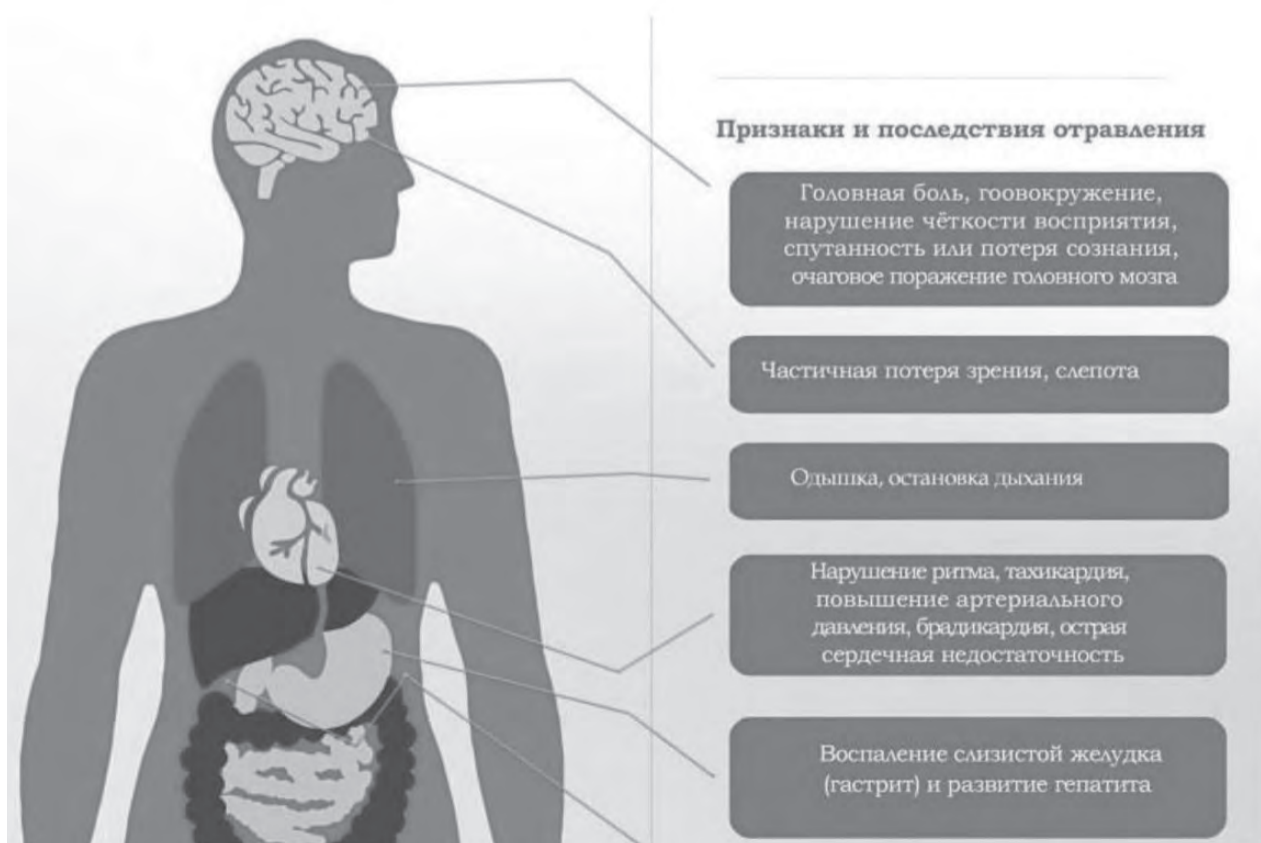 Признаки и последствия отравления
Головная боль, гоовокружение,
нарушение чёткости восприятия,
спутанность или потеря сознания,
очаговое поражение головного мозга
Частичная потеря зрения, слепота
Одышка, остановка дыхания
Нарушение ритма, тахикардия,
повышение артериального
давления, брадикардия, острая
сердечная недостаточность
Воспаление слизистой желудка
(гастрит) и развитие гепатита